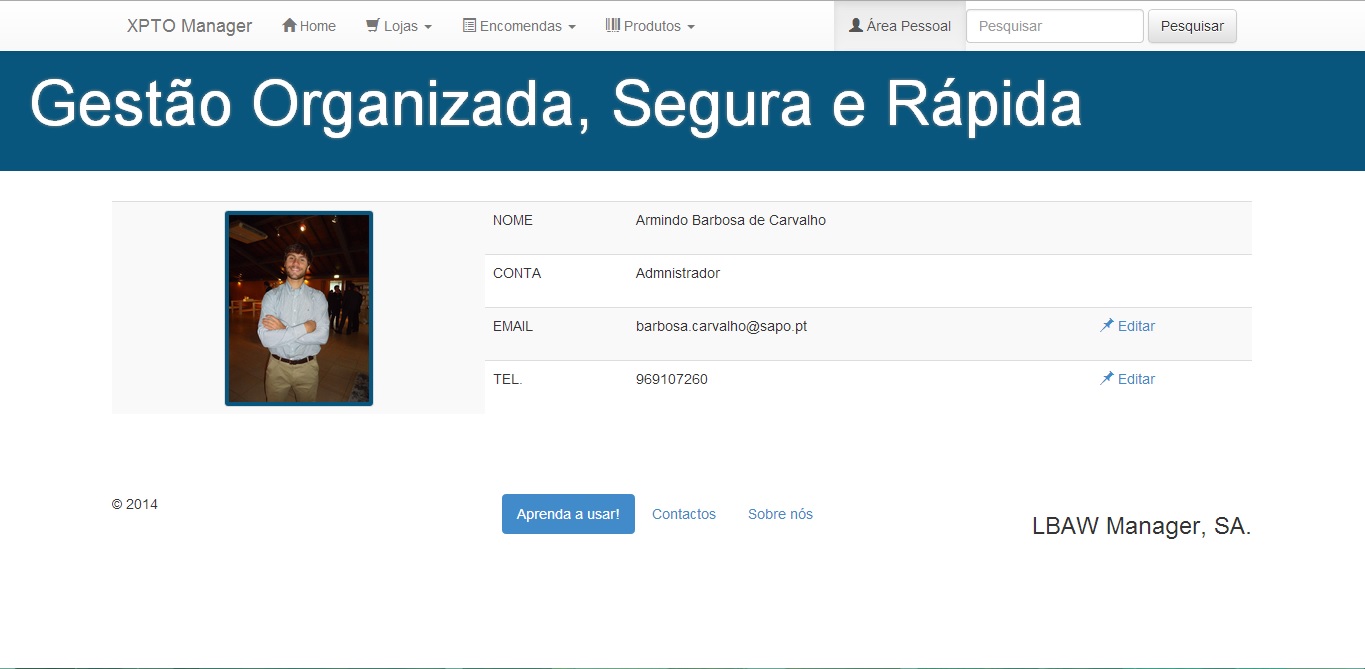 XPTO Manager Home Lojas Encomendas Produtos Área Pessoal Pesquisar Pesquisar
Gestão Organizada, Segura e Rápida
NOME Armindo Barbosa de Carvalho
CONTA Admnistrador
EMAIL barbosa.carvalho@sapo.pt Editar
TEL. 969107260 Editar
© 2014 Aprenda a usar! Contactos Sobre nós LBAW Manager, SA.